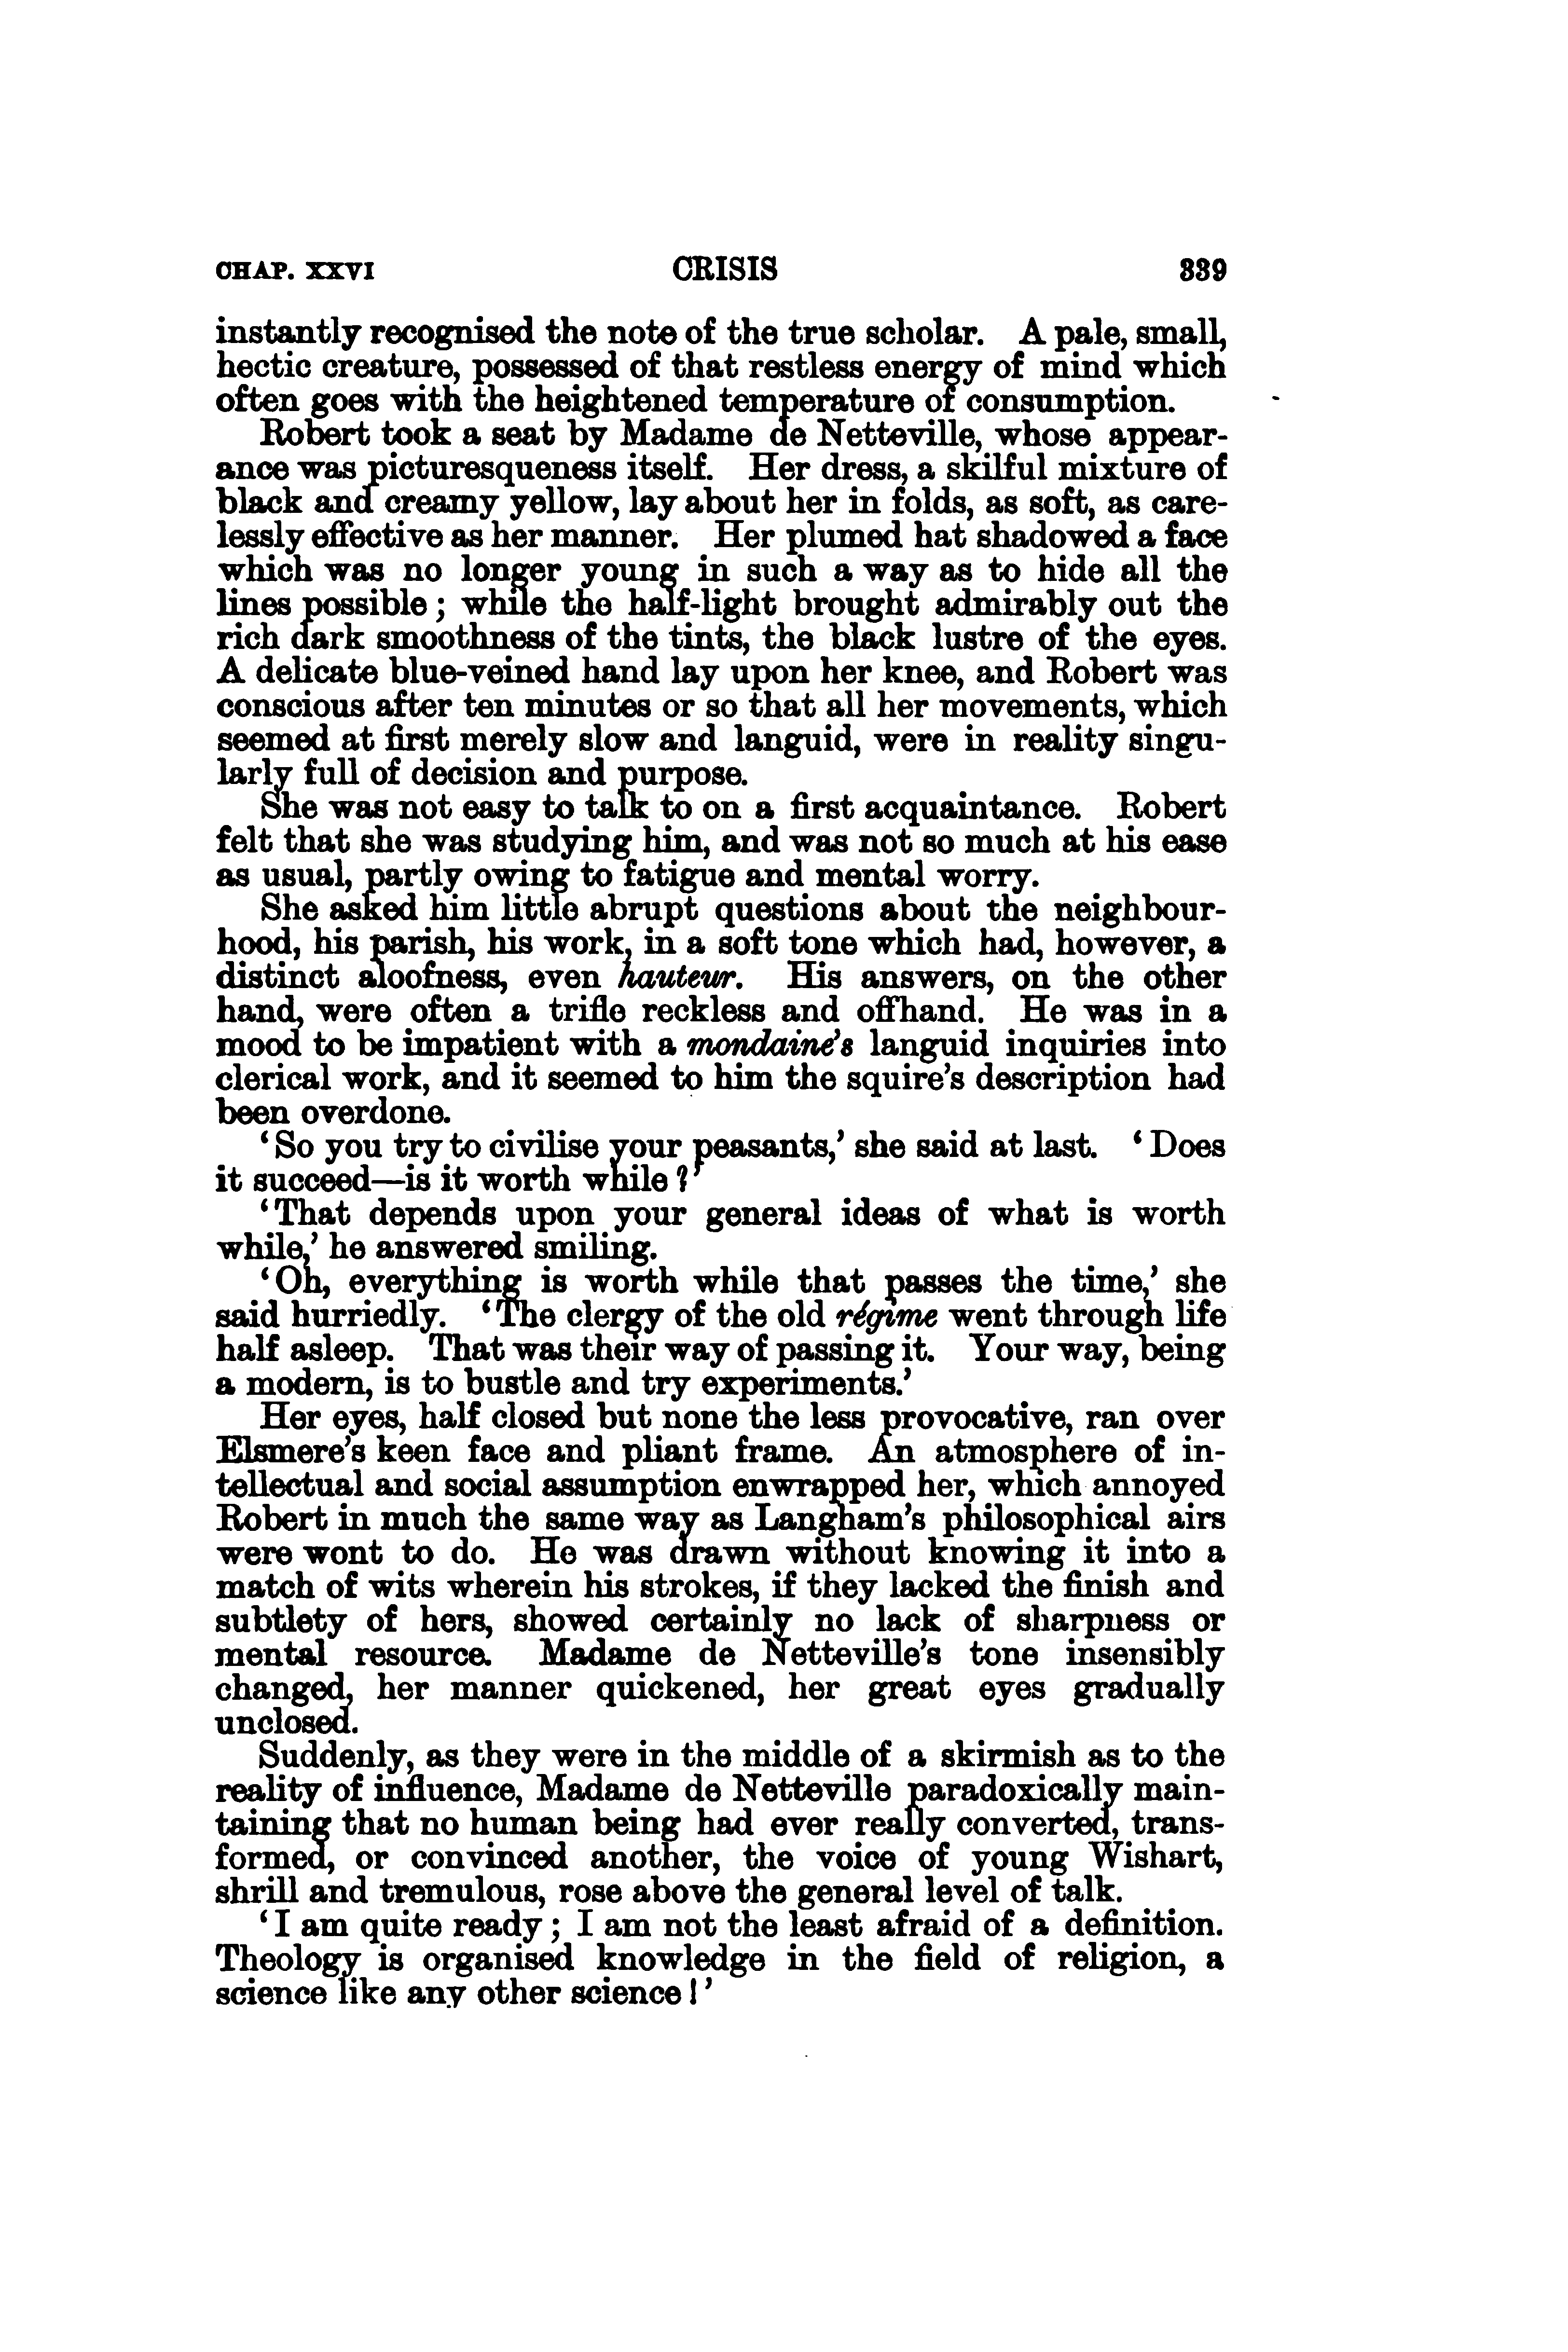 CHAP. XXVI CRISIS 339
instantly recognised the note of the true scholar. A pale, small,
hectic creature, possessed of that restless energy of mind which
often goes with the heightened temperature of consumption.
Robert took a seat by Madame de Netteville, whose appear-
ance was picturesqueness itself. Her dress, a skilful mixture of
black and creamy yellow, lay about her in folds, as soft, as care-
lessly effective as her manner. Her plumed hat shadowed a face
which was no longer young in such a way as to hide all the
lines possible; while the half-light brought admirably out the
rich dark smoothness of the tints, the black lustre of the eyes.
A delicate blue-veined hand lay upon her knee, and Robert was
conscious after ten minutes or so that all her movements, which
seemed at first merely slow and languid, were in reality singu-
larly full of decision and purpose.
She was not easy to talk to on a first acquaintance. Robert
felt that she was studying him, and was not so much at his ease
as usual, partly owing to fatigue and mental worry.
She asked him little abrupt questions about the neighbour-
hood, his parish, his work, in a soft tone which had, however, a
distinct aloofness, even hauteur. His answers, on the other
hand, were often a trifle reckless and offhand. He was in a
mood to be impatient with a mondaine's languid inquiries into
clerical work, and it seemed to him the squire's description had
been overdone.
‘So you try to civilise your peasants,’ she said at last. ‘Does
it succeed—is it worth while?’
‘That depends upon your general ideas of what is worth
while,’ he answered smiling.
‘Oh, everything is worth while that passes the time,’ she
said hurriedly. ‘The clergy of the old régime went through life
half asleep. That was their way of passing it. Your way, being
a modern, is to bustle and try experiments.’
Her eyes, half closed but none the less provocative, ran over
Elsmere's keen face and pliant frame. An atmosphere of in-
tellectual and social assumption enwrapped her, which annoyed
Robert in much the same way as Langham's philosophical airs
were wont to do. He was drawn without knowing it into a
match of wits wherein his strokes, if they lacked the finish and
subtlety of hers, showed certainly no lack of sharpness or
mental resource. Madame de Netteville's tone insensibly
changed, her manner quickened, her great eyes gradually
unclosed.
Suddenly, as they were in the middle of a skirmish as to the
reality of influence, Madame de Netteville paradoxically main-
taining that no human being had ever really converted, trans-
formed, or convinced another, the voice of young Wishart,
shrill and tremulous, rose above the general level of talk.
‘I am quite ready; I am not the least afraid of a definition.
Theology is organised knowledge in the field of religion, a
science like any other science!’